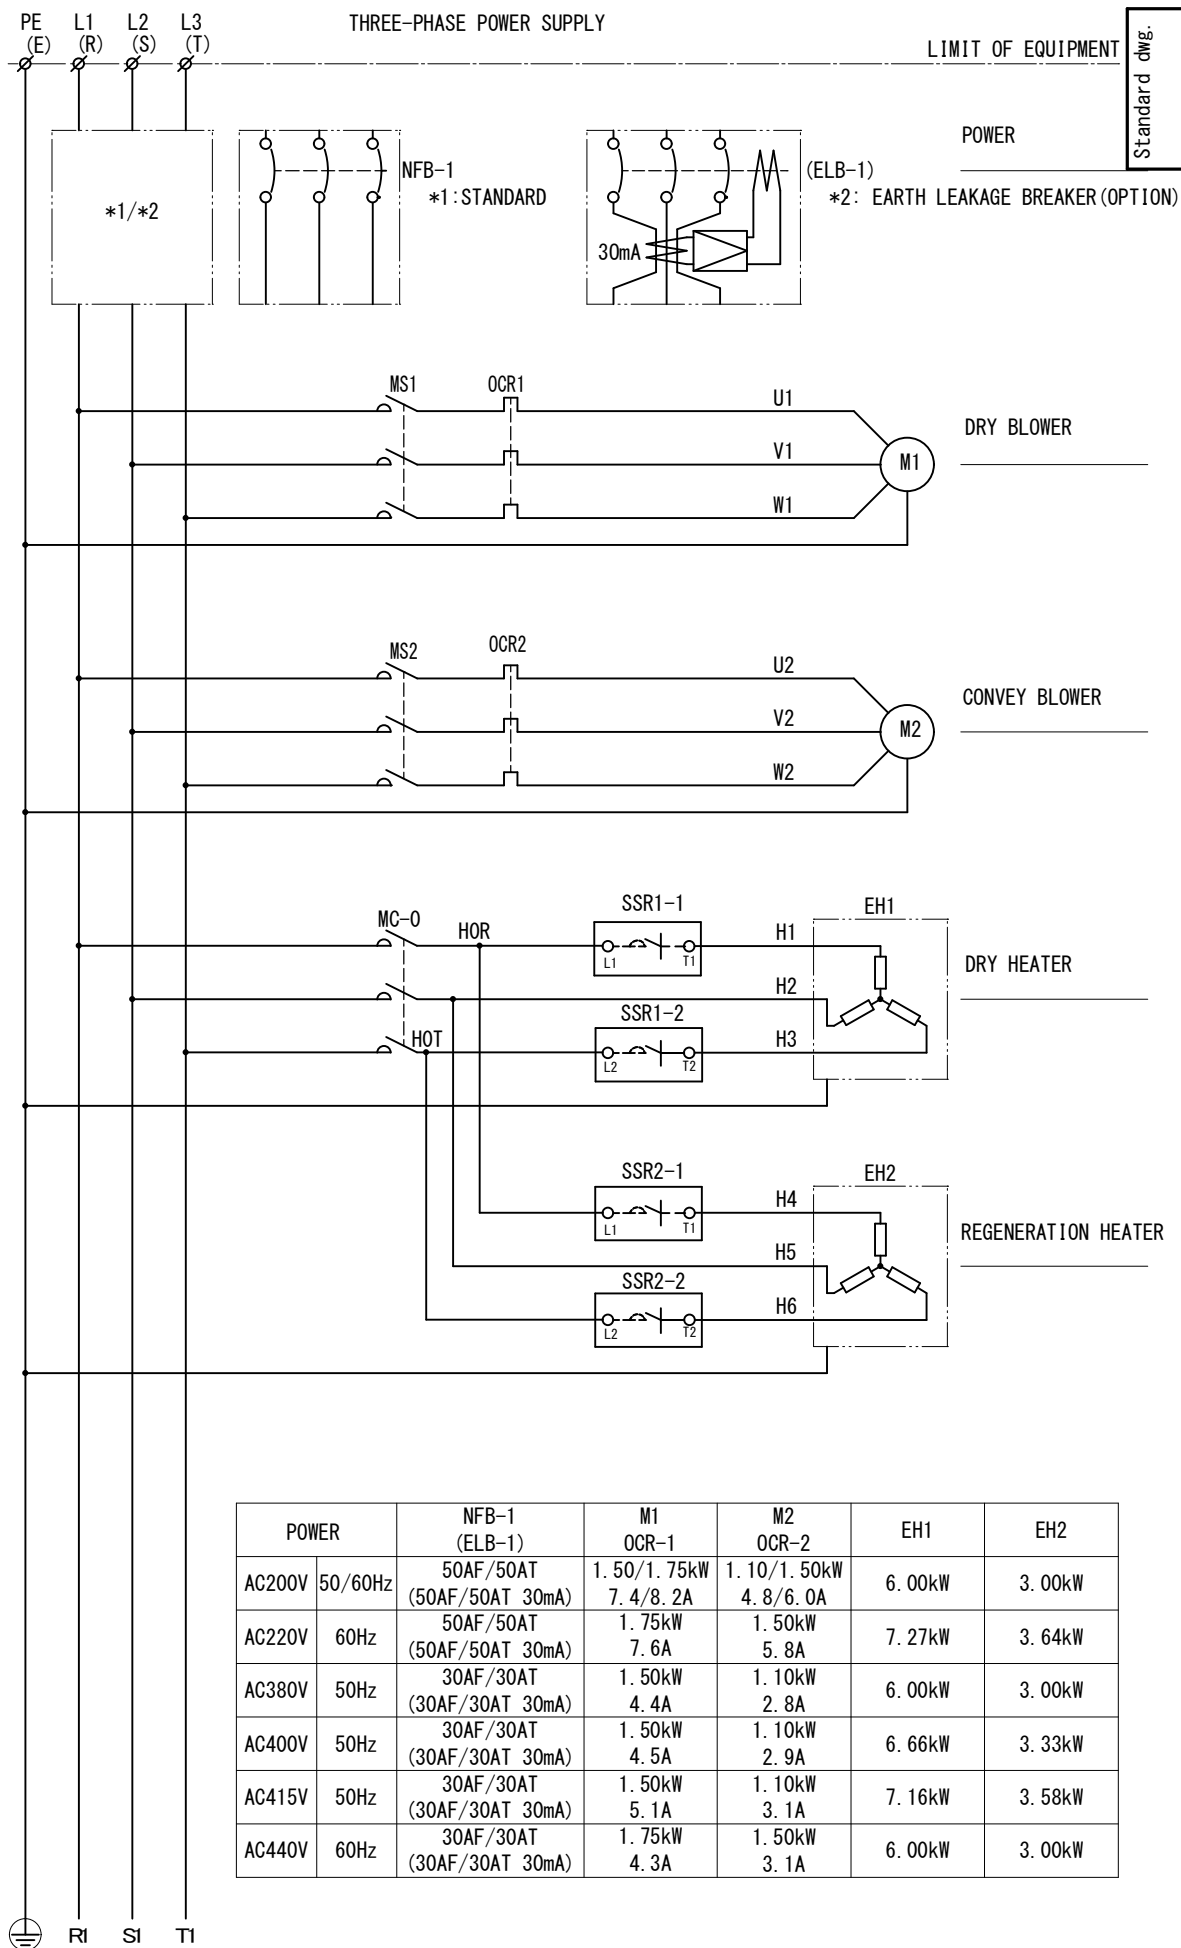 THREE-PHASE POWER SUPPLY
PE L1 L2 L3
(E) (R) (S) (T)
LIMIT OF EQUIPMENT
Standard dwg.
POWER
NFB-1
*1:STANDARD
(ELB-1)
*2: EARTH LEAKAGE BREAKER(OPTION)
*1/*2
30mA
MS1 OCR1 U1
DRY BLOWER
V1
M1
W1
MS2 OCR2 U2
CONVEY BLOWER
V2
M2
W2
SSR1-1 EH1
MC-0 HOR H1
L1 T1
DRY HEATER
H2
SSR1-2
HOT H3
L2 T2
SSR2-1 EH2
H4
L1 T1
REGENERATION HEATER
H5
SSR2-2
H6
L2 T2
POWER NFB-1 (ELB-1) M1 OCR-1 M2 OCR-2 EH1 EH2
AC200V 50/60Hz 50AF/50AT (50AF/50AT 30mA) 1.50/1.75kW 7.4/8.2A 1.10/1.50kW 4.8/6.0A 6.00kW 3.00kW
AC220V 60Hz 50AF/50AT (50AF/50AT 30mA) 1.75kW 7.6A 1.50kW 5.8A 7.27kW 3.64kW
AC380V 50Hz 30AF/30AT (30AF/30AT 30mA) 1.50kW 4.4A 1.10kW 2.8A 6.00kW 3.00kW
AC400V 50Hz 30AF/30AT (30AF/30AT 30mA) 1.50kW 4.5A 1.10kW 2.9A 6.66kW 3.33kW
AC415V 50Hz 30AF/30AT (30AF/30AT 30mA) 1.50kW 5.1A 1.10kW 3.1A 7.16kW 3.58kW
AC440V 60Hz 30AF/30AT (30AF/30AT 30mA) 1.75kW 4.3A 1.50kW 3.1A 6.00kW 3.00kW
R1 S1 T1